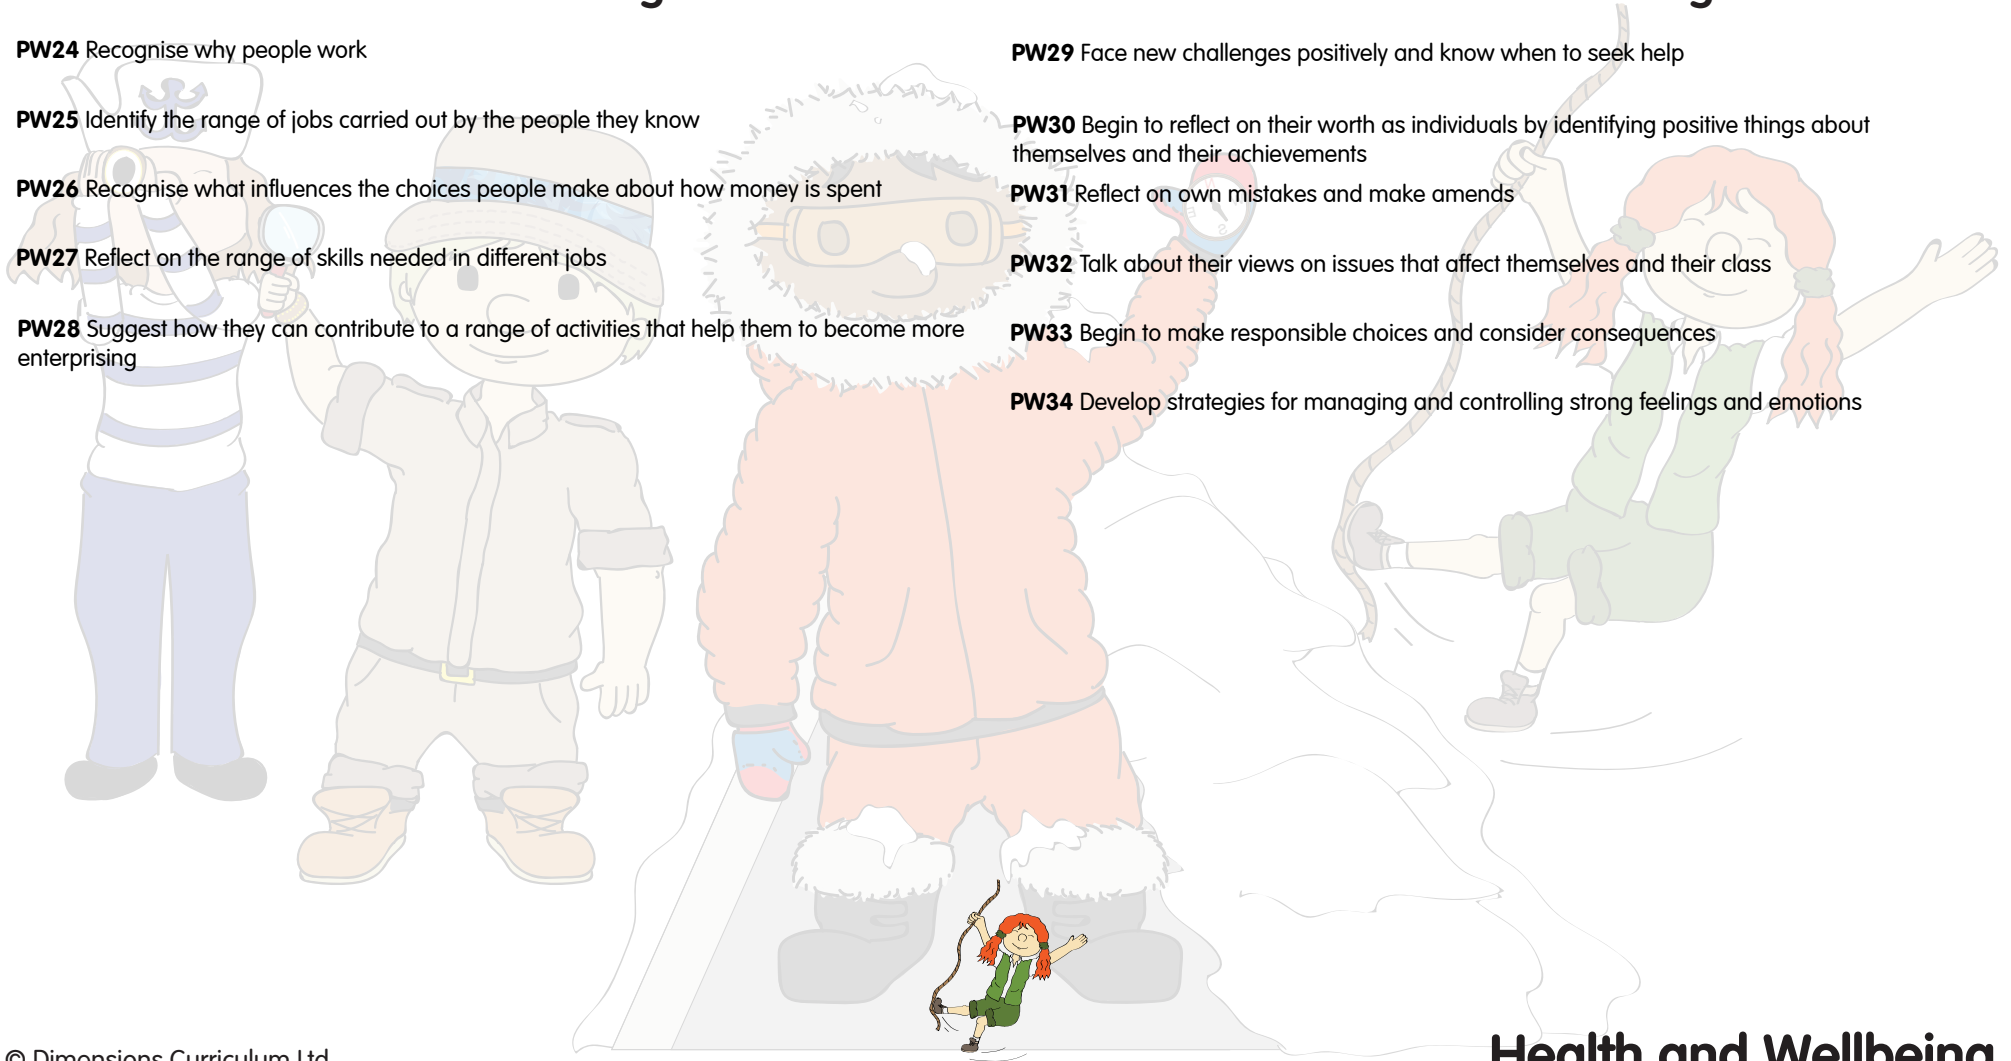 PW24 Recognise why people work
PW25 Identify the range of jobs carried out by the people they know
PW26 Recognise what influences the choices people make about how money is spent
PW27 Reflect on the range of skills needed in different jobs
PW28 Suggest how they can contribute to a range of activities that help them to become more
enterprising
PW29 Face new challenges positively and know when to seek help
PW30 Begin to reflect on their worth as individuals by identifying positive things about
themselves and their achievements
PW31 Reflect on own mistakes and make amends
PW32 Talk about their views on issues that affect themselves and their class
PW33 Begin to make responsible choices and consider consequences
PW34 Develop strategies for managing and controlling strong feelings and emotions
© Dimensions Curriculum Ltd
Health and Wellbeing